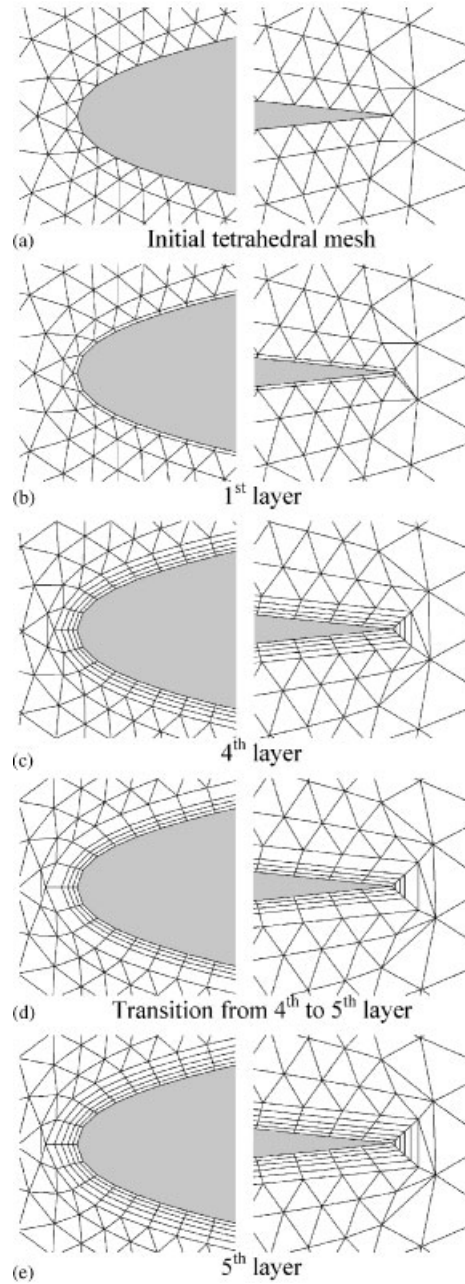 (a) Initial tetrahedral mesh
(b) 1st layer
(c) 4th layer
(d) Transition from 4th to 5th layer
(e) 5th layer